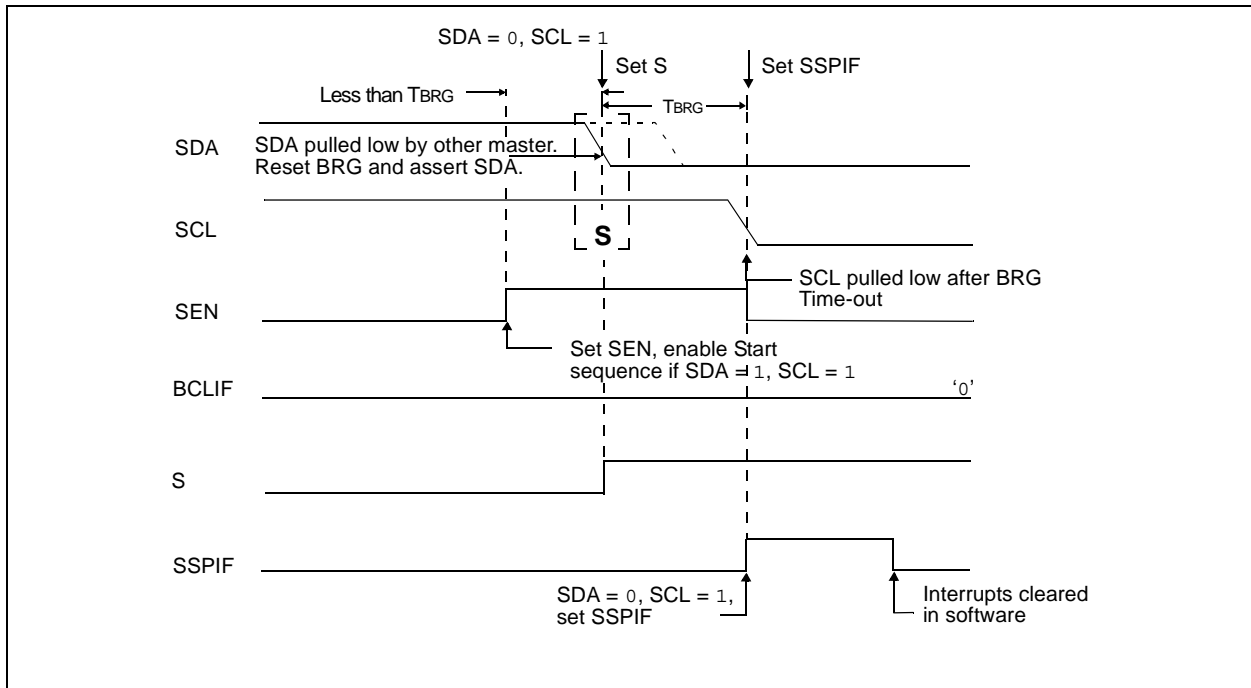 SDA = 0, SCL = 1
Set S
Set SSPIF
Less than TBRG
TBRG
SDA
SDA pulled low by other master.
Reset BRG and assert SDA.
SCL
S
SCL pulled low after BRG
Time-out
SEN
Set SEN, enable Start
sequence if SDA = 1, SCL = 1
BCLIF
‘0’
S
SSPIF
SDA = 0, SCL = 1,
set SSPIF
Interrupts cleared
in software